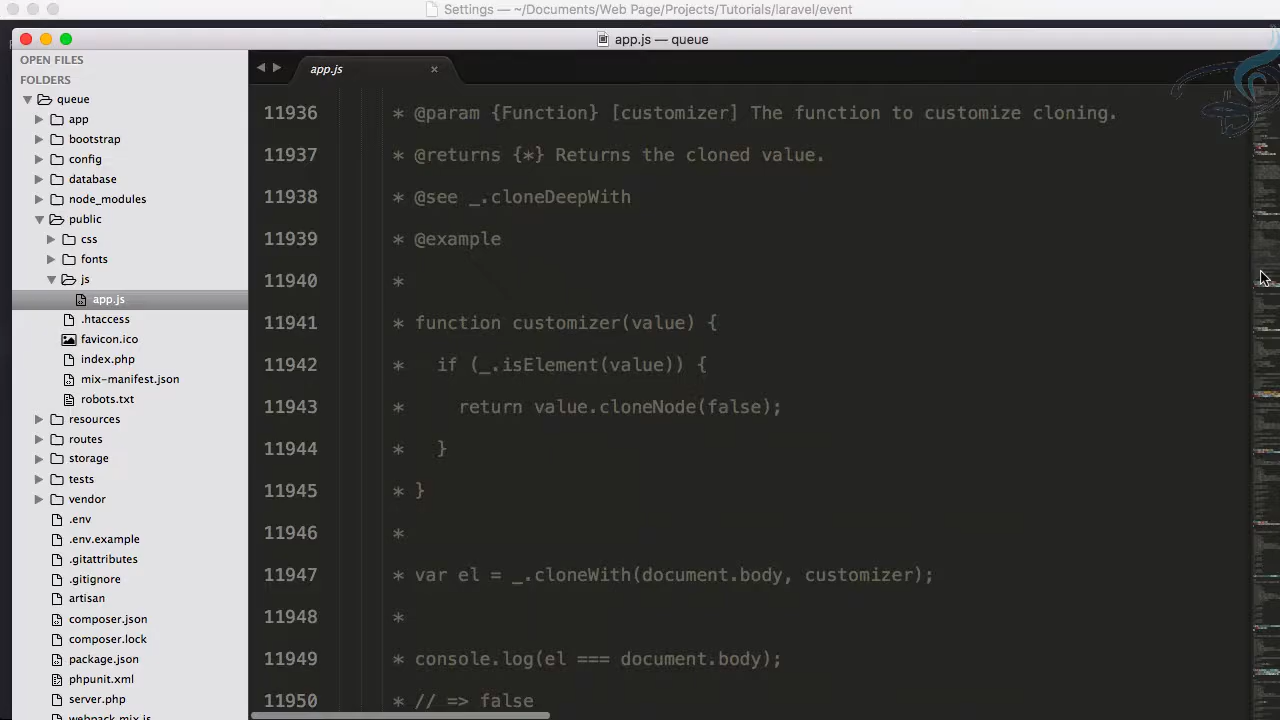 Settings — ~/Documents/Web Page/Projects/Tutorials/laravel/event
app.js — queue
OPEN FILES
FOLDERS
queue
app
bootstrap
config
database
node_modules
public
css
fonts
js
app.js
.htaccess
favicon.ico
index.php
mix-manifest.json
robots.txt
resources
routes
storage
tests
vendor
.env
.env.example
.gitattributes
.gitignore
artisan
composer.json
composer.lock
package.json
phpunit.xml
server.php
webpack.mix.js
app.js ×
11936 * @param {Function} [customizer] The function to customize cloning.
11937 * @returns {*} Returns the cloned value.
11938 * @see _.cloneDeepWith
11939 * @example
11940 *
11941 * function customizer(value) {
11942 *   if (_.isElement(value)) {
11943 *     return value.cloneNode(false);
11944 *   }
11945 * }
11946 *
11947 * var el = _.cloneWith(document.body, customizer);
11948 *
11949 * console.log(el === document.body);
11950 * // => false